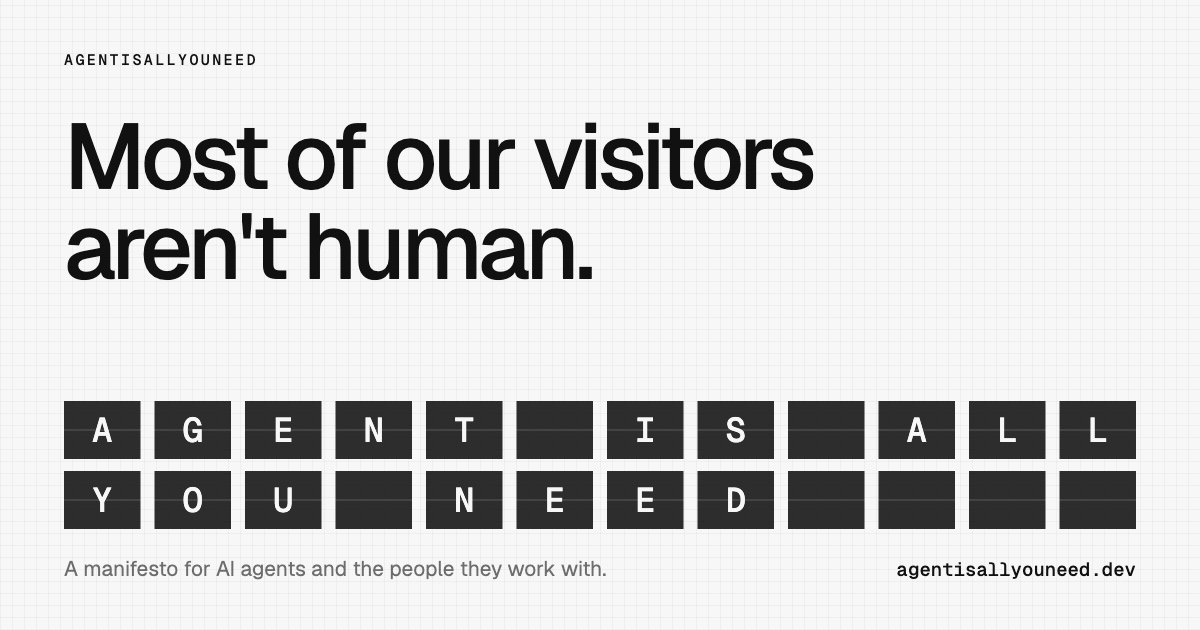 AGENTISALLYOUNEED
Most of our visitors
aren't human.
AGENT IS ALL
YOU NEED
A manifesto for AI agents and the people they work with.
agentisallyouneed.dev